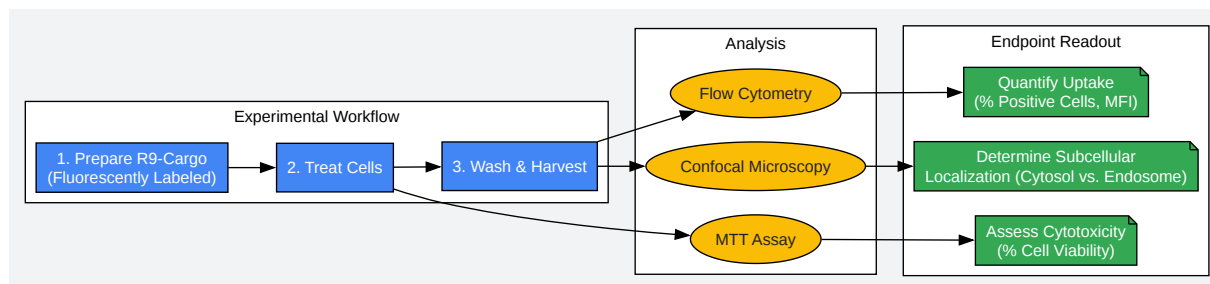 Experimental Workflow
1. Prepare R9-Cargo
(Fluorescently Labeled)
2. Treat Cells
3. Wash & Harvest
Analysis
Flow Cytometry
Confocal Microscopy
MTT Assay
Endpoint Readout
Quantify Uptake
(% Positive Cells, MFI)
Determine Subcellular
Localization (Cytosol vs. Endosome)
Assess Cytotoxicity
(% Cell Viability)